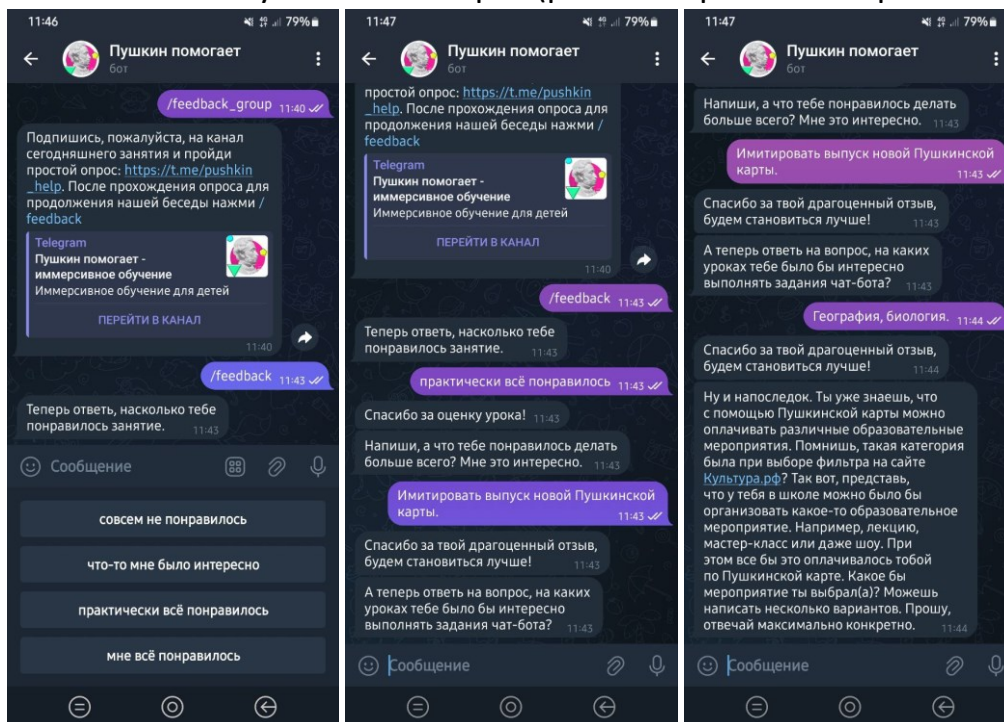 11:46
79%
Пушкин помогает
бот
/feedback_group 11:40
Подпишись, пожалуйста, на канал
сегодняшнего занятия и пройди
простой опрос: https://t.me/pushkin
_help. После прохождения опроса для
продолжения нашей беседы нажми /
feedback
Telegram
Пушкин помогает -
иммерсивное обучение
Иммерсивное обучение для детей
ПЕРЕЙТИ В КАНАЛ
11:40
/feedback 11:43
Теперь ответь, насколько тебе
понравилось занятие. 11:43
Сообщение
совсем не понравилось
что-то мне было интересно
практически всё понравилось
мне всё понравилось
11:47
79%
Пушкин помогает
бот
простой опрос: https://t.me/pushkin
_help. После прохождения опроса для
продолжения нашей беседы нажми /
feedback
Telegram
Пушкин помогает -
иммерсивное обучение
Иммерсивное обучение для детей
ПЕРЕЙТИ В КАНАЛ
11:40
/feedback 11:43
Теперь ответь, насколько тебе
понравилось занятие. 11:43
практически всё понравилось 11:43
Спасибо за оценку урока! 11:43
Напиши, а что тебе понравилось делать
больше всего? Мне это интересно. 11:43
Имитировать выпуск новой Пушкинской
карты. 11:43
Спасибо за твой драгоценный отзыв,
будем становиться лучше! 11:43
А теперь ответь на вопрос, на каких
уроках тебе было бы интересно
выполнять задания чат-бота? 11:43
Сообщение
11:47
79%
Пушкин помогает
бот
Напиши, а что тебе понравилось делать
больше всего? Мне это интересно. 11:43
Имитировать выпуск новой Пушкинской
карты. 11:43
Спасибо за твой драгоценный отзыв,
будем становиться лучше! 11:43
А теперь ответь на вопрос, на каких
уроках тебе было бы интересно
выполнять задания чат-бота? 11:43
География, биология. 11:44
Спасибо за твой драгоценный отзыв,
будем становиться лучше! 11:44
Ну и напоследок. Ты уже знаешь, что
с помощью Пушкинской карты можно
оплачивать различные образовательные
мероприятия. Помнишь, такая категория
была при выборе фильтра на сайте
Культура.рф? Так вот, представь,
что у тебя в школе можно было бы
организовать какое-то образовательное
мероприятие. Например, лекцию,
мастер-класс или даже шоу. При
этом все бы это оплачивалось тобой
по Пушкинской карте. Какое бы
мероприятие ты выбрал(а)? Можешь
написать несколько вариантов. Прошу,
отвечай максимально конкретно. 11:44
Сообщение